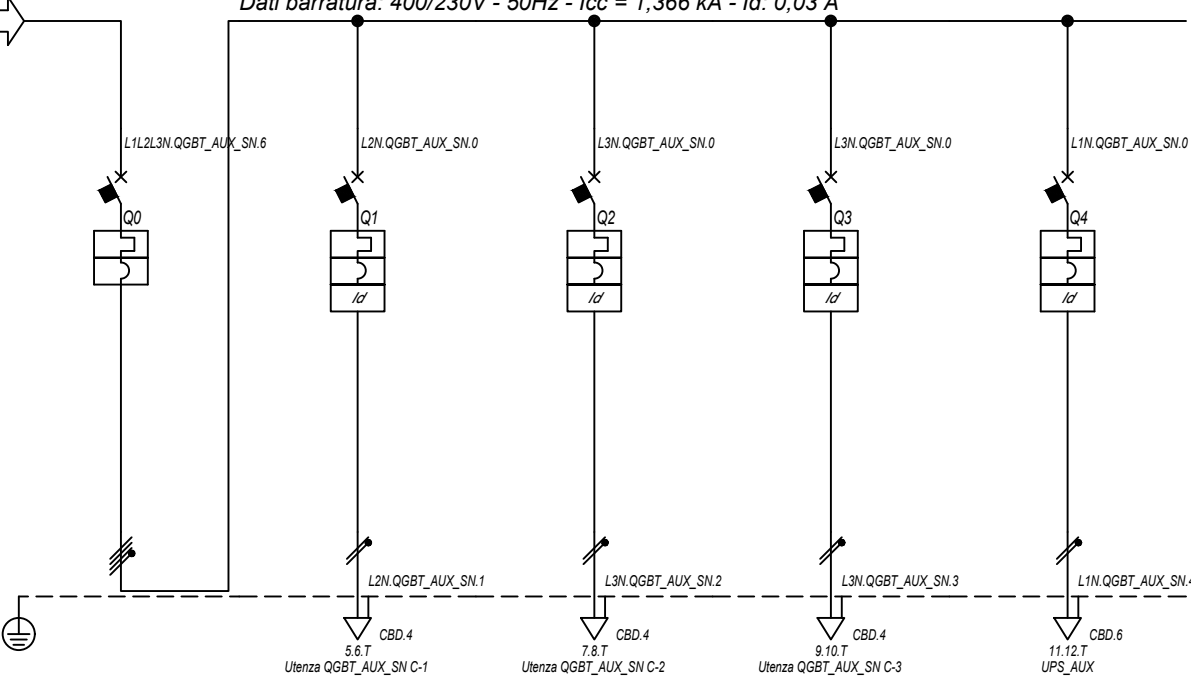 Dati barratura: 400/230V - 50Hz - Icc = 1,366 kA - Id: 0,03 A
L1L2L3N.QGBT_AUX_SN.6
L2N.QGBT_AUX_SN.0
L3N.QGBT_AUX_SN.0
L3N.QGBT_AUX_SN.0
L1N.QGBT_AUX_SN.0
Q0
Q1
Q2
Q3
Q4
Id
Id
Id
Id
L2N.QGBT_AUX_SN.1
L3N.QGBT_AUX_SN.2
L3N.QGBT_AUX_SN.3
L1N.QGBT_AUX_SN.4
CBD.4
CBD.4
CBD.4
CBD.6
5.6.T
7.8.T
9.10.T
11.12.T
Utenza QGBT_AUX_SN C-1
Utenza QGBT_AUX_SN C-2
Utenza QGBT_AUX_SN C-3
UPS_AUX